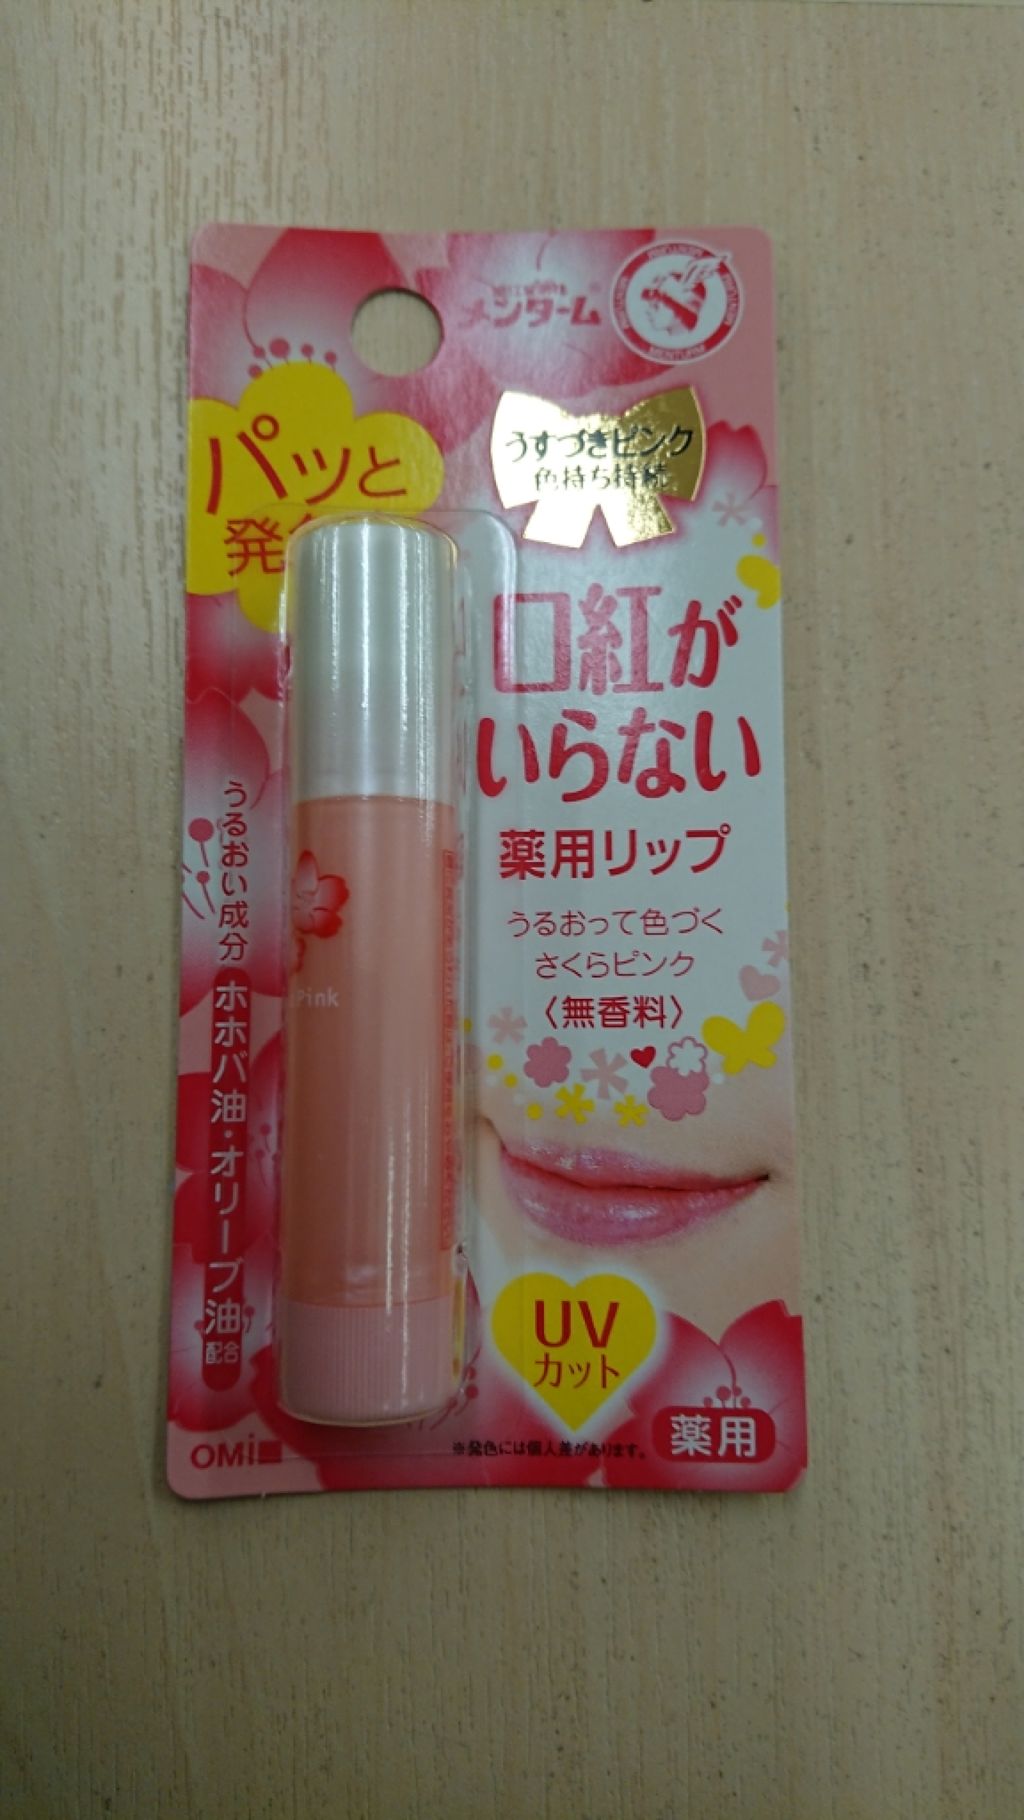 メンターム
MENTURM
パッと
うすづきピンク
色持ち持続
口紅が
いらない
薬用リップ
うるおって色づく
さくらピンク
〈無香料〉
うるおい成分
ホホバ油・オリーブ油配合
Pink
UV
カット
薬用
※発色には個人差があります。
OMi